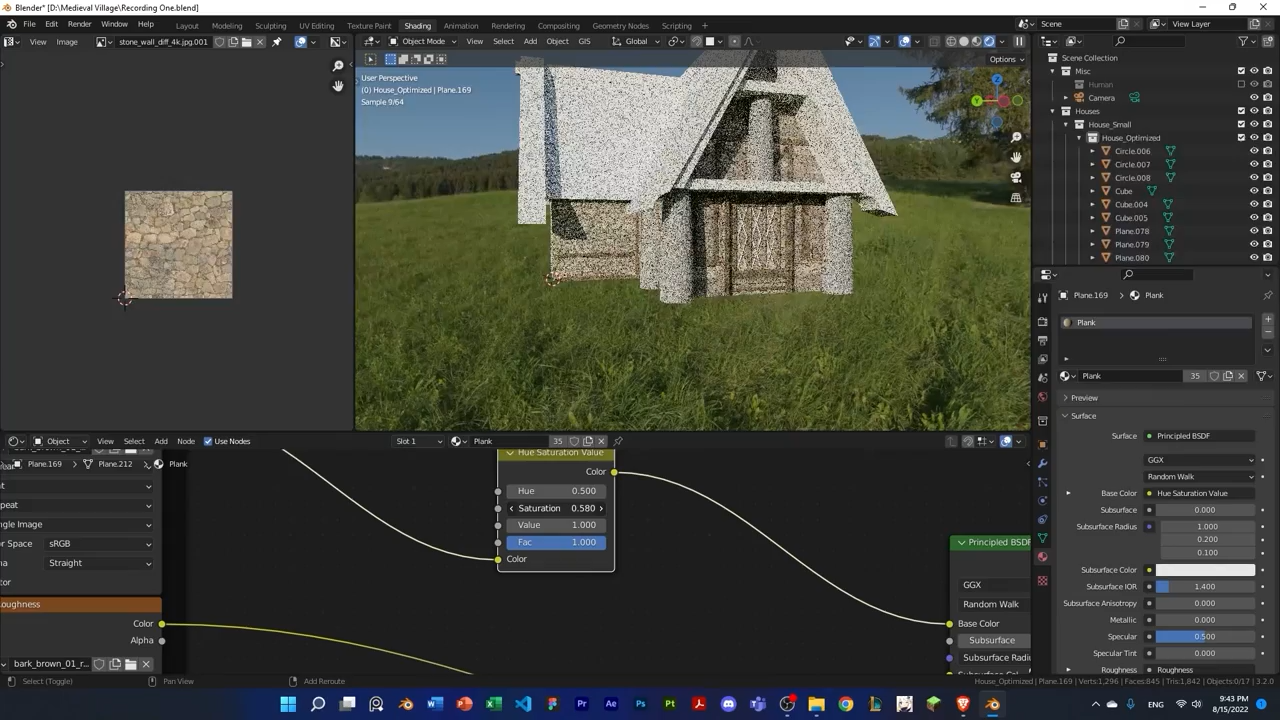 Blender* [D:\Medieval Village\Recording One.blend]
File Edit Render Window Help Layout Modeling Sculpting UV Editing Texture Paint Shading Animation Rendering Compositing Geometry Nodes Scripting Scene View Layer
View Image stone_wall_diff_4k.jpg.001 Object Mode View Select Add Object GIS Global
Options
User Perspective
(0) House_Optimized | Plane.169
Sample 9/64
Scene Collection
Misc
Human
Camera
Houses
House_Small
House_Optimized
Circle.006
Circle.007
Circle.008
Cube
Cube.004
Cube.005
Plane.078
Plane.079
Plane.080
Plane.169 Plank
Plank
Plank 35
Preview
Surface
Surface Principled BSDF
GGX
Random Walk
Base Color Hue Saturation Value
Subsurface 0.000
Subsurface Radius 1.000
0.200
0.100
Subsurface Color
Subsurface IOR 1.400
Subsurface Anisotropy 0.000
Metallic 0.000
Specular 0.500
Specular Tint 0.000
Roughness Roughness
Object View Select Add Node Use Nodes Slot 1 Plank 35
Plane.169 Plane.212 Plank
Hue Saturation Value
Color
Hue 0.500
Saturation 0.580
Value 1.000
Fac 1.000
Color
sRGB
Straight
Color
Alpha
bark_brown_01_r...
Principled BSDF
GGX
Random Walk
Base Color
Subsurface
Select (Toggle) Pan View Add Reroute House_Optimized | Plane.169 | Verts:1,296 | Faces:845 | Tris:1,842 | Objects:0/17 | 3.2.0
9:43 PM
8/15/2022